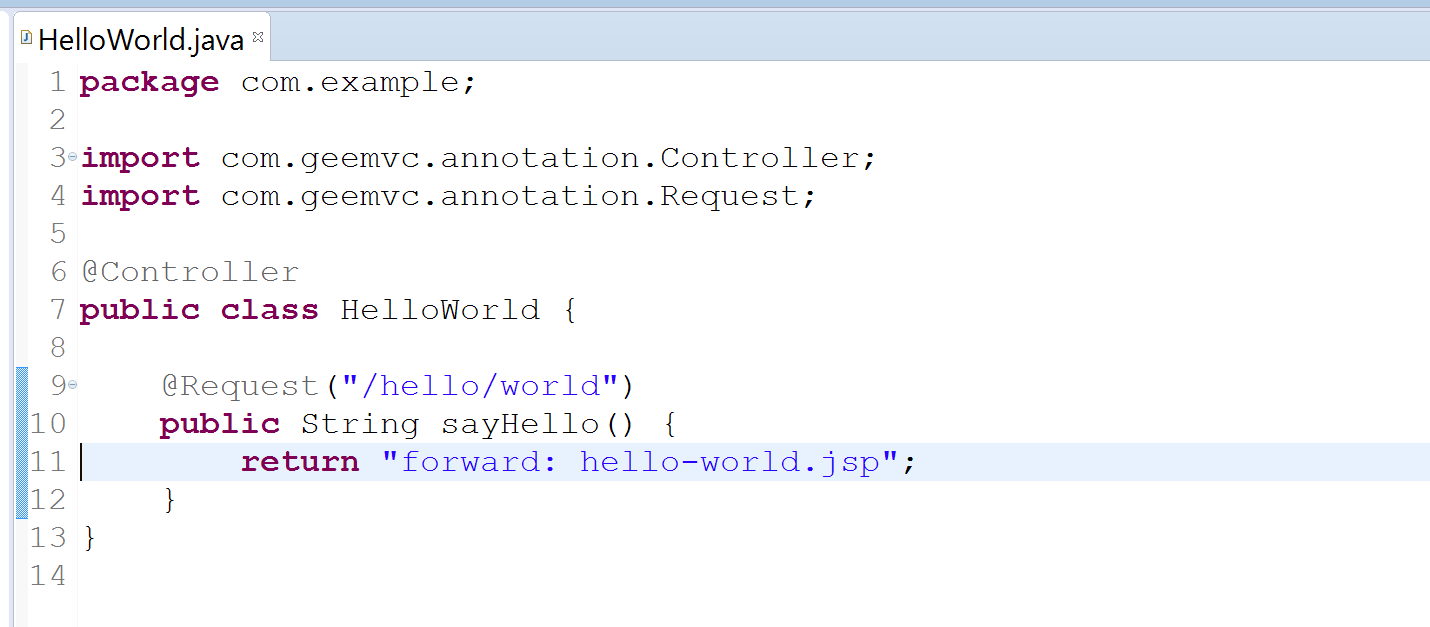 HelloWorld.java
1 package com.example;
2
3 import com.geemvc.annotation.Controller;
4 import com.geemvc.annotation.Request;
5
6 @Controller
7 public class HelloWorld {
8
9 @Request("/hello/world")
10 public String sayHello() {
11 return "forward: hello-world.jsp";
12 }
13 }
14